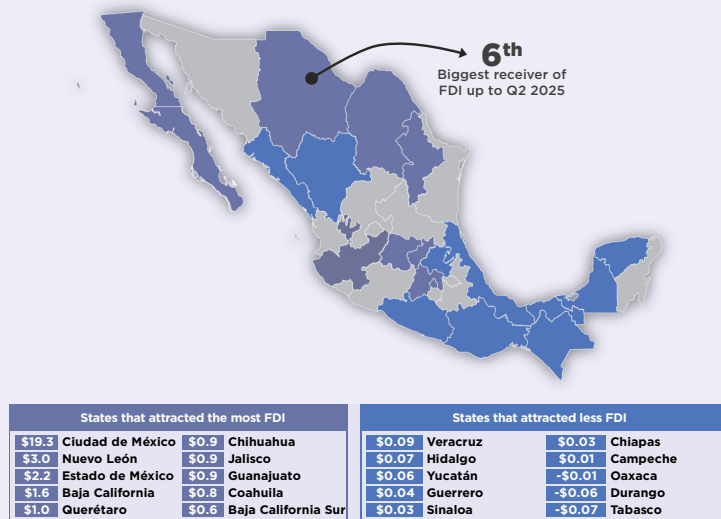 6th
Biggest receiver of
FDI up to Q2 2025
States that attracted the most FDI
$19.3 Ciudad de México $0.9 Chihuahua
$3.0 Nuevo León $0.9 Jalisco
$2.2 Estado de México $0.9 Guanajuato
$1.6 Baja California $0.8 Coahuila
$1.0 Querétaro $0.6 Baja California Sur
States that attracted less FDI
$0.09 Veracruz $0.03 Chiapas
$0.07 Hidalgo $0.01 Campeche
$0.06 Yucatán -$0.01 Oaxaca
$0.04 Guerrero -$0.06 Durango
$0.03 Sinaloa -$0.07 Tabasco